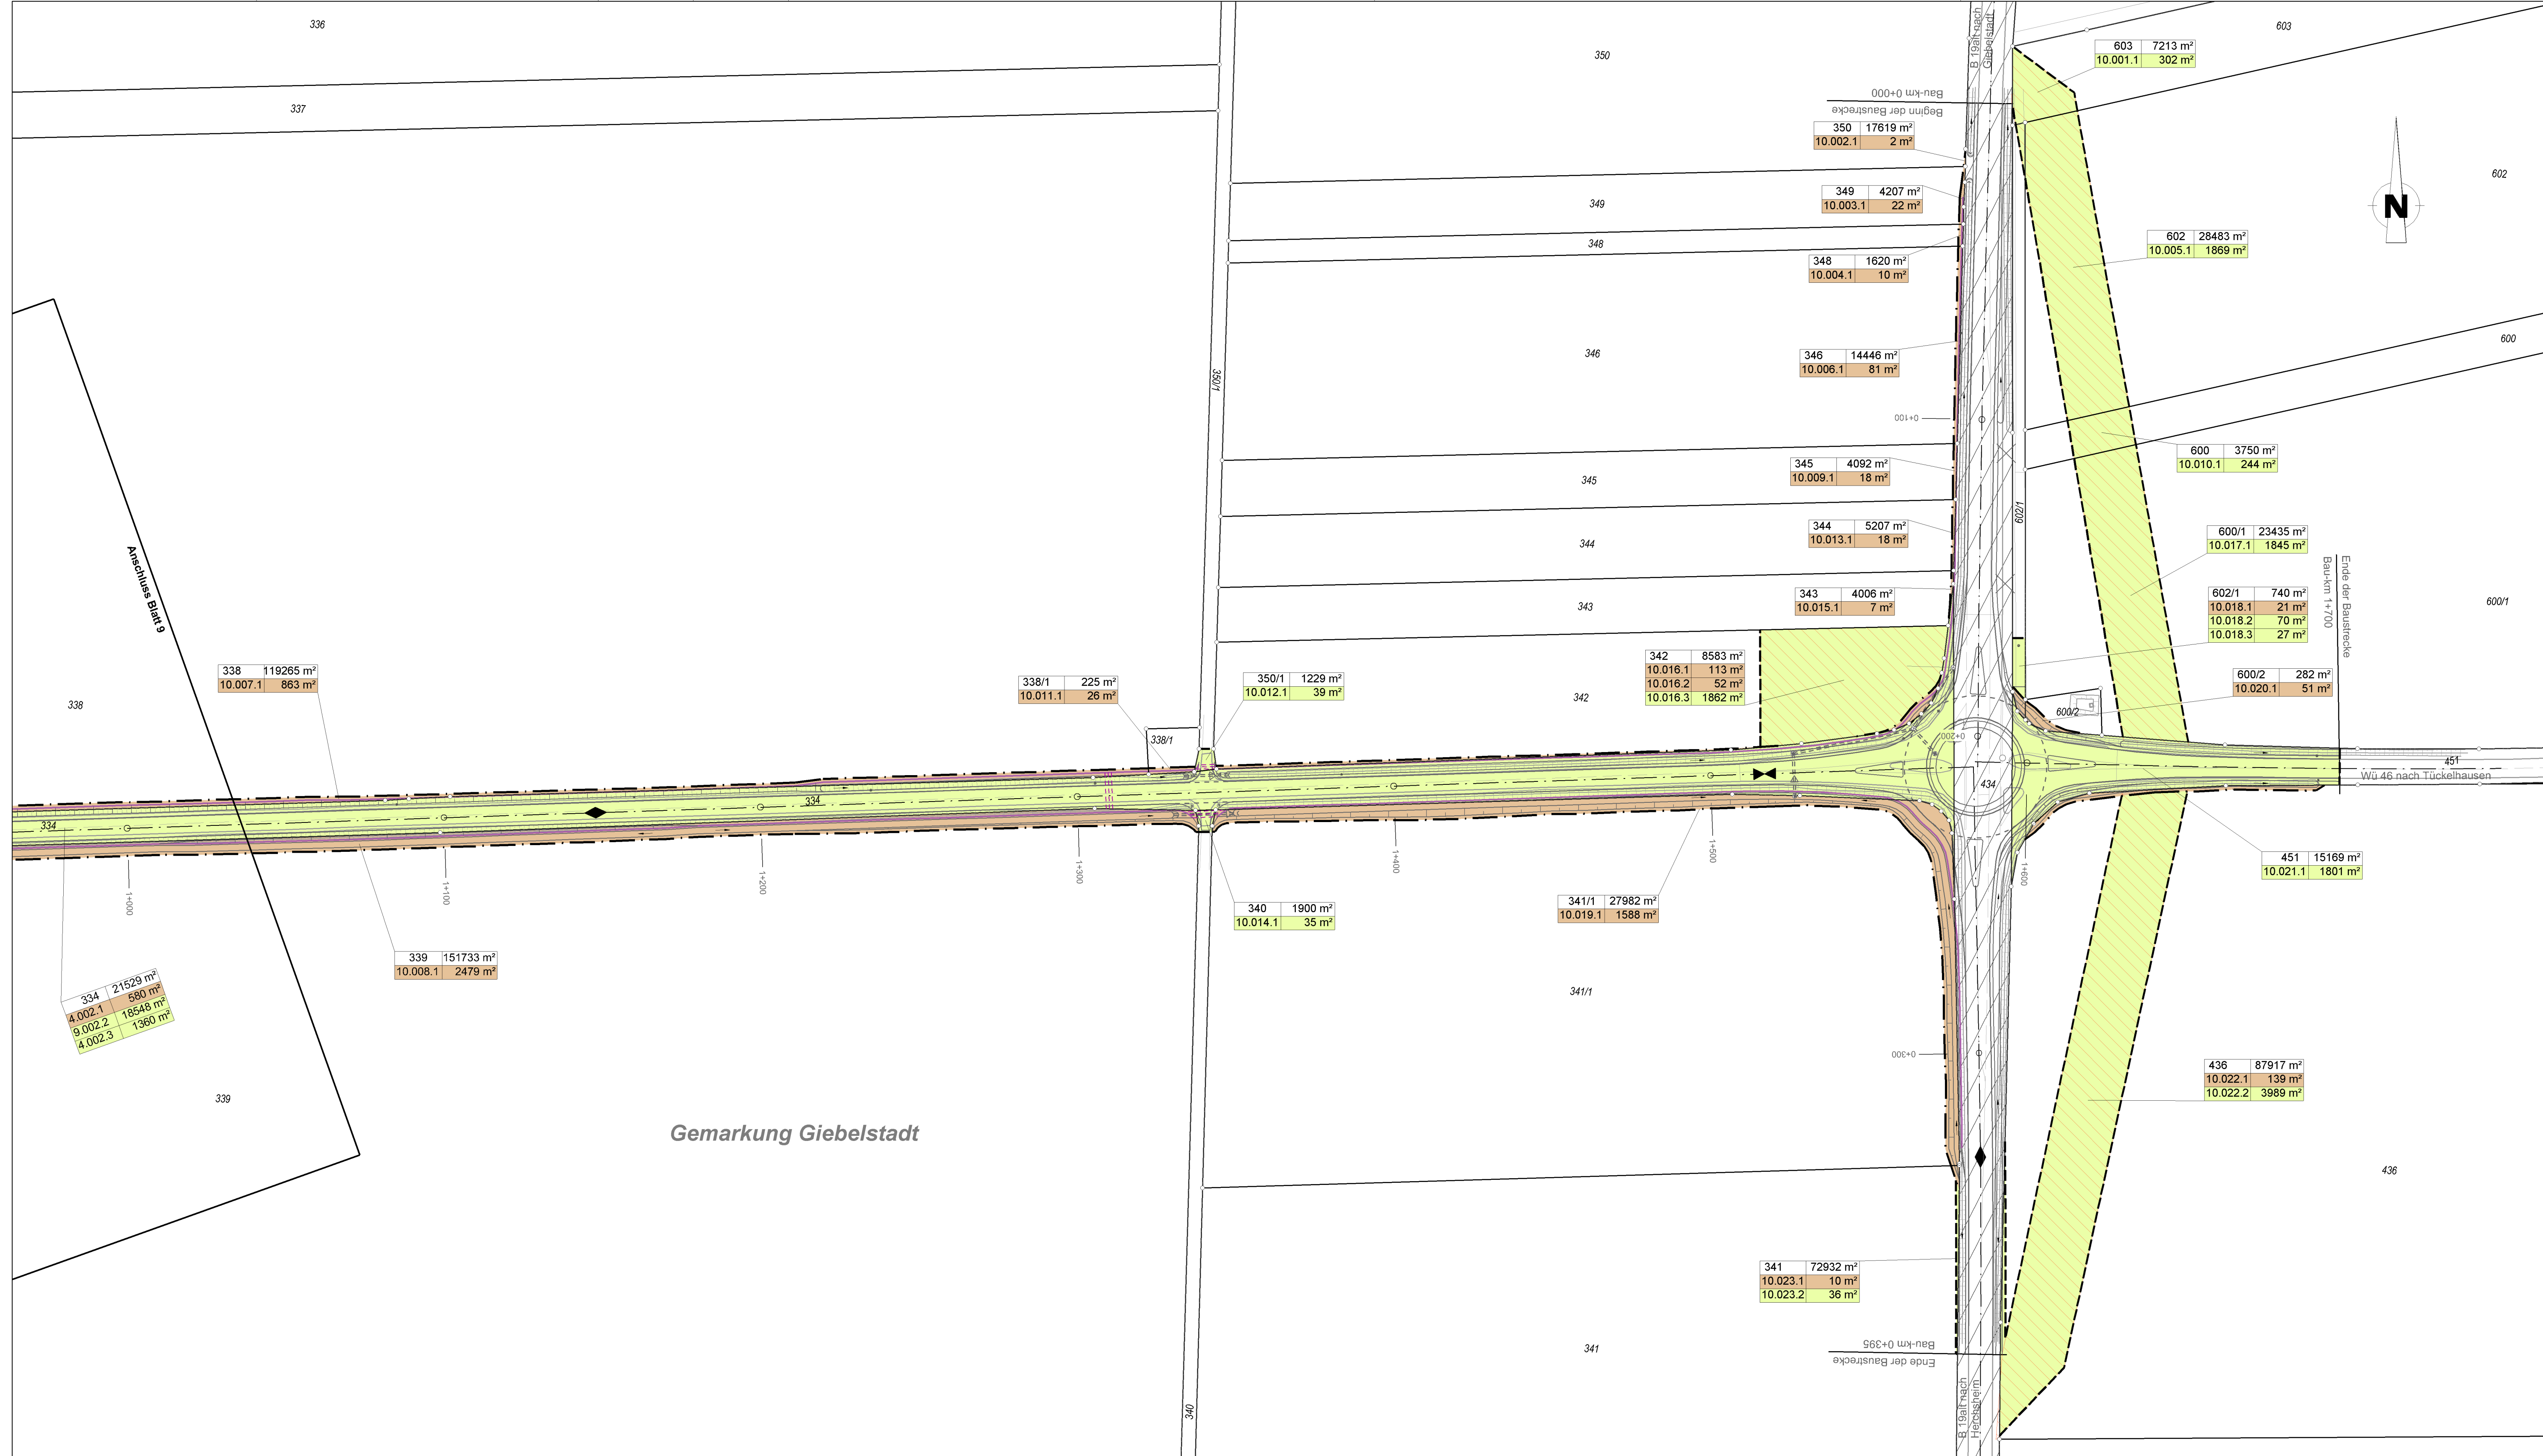 336
337
350
603
603 7213 m²
10.001.1 302 m²
B 19alt nach
Giebelstadt
Bau-km 0+000
Beginn der Baustrecke
350 17619 m²
10.002.1 2 m²
602
349
349 4207 m²
10.003.1 22 m²
N
348
348 1620 m²
10.004.1 10 m²
602 28483 m²
10.005.1 1869 m²
346
346 14446 m²
10.006.1 81 m²
600
350/1
0+100
345
345 4092 m²
10.009.1 18 m²
600 3750 m²
10.010.1 244 m²
602/1
344
344 5207 m²
10.013.1 18 m²
600/1 23435 m²
10.017.1 1845 m²
Anschluss Blatt 9
343
343 4006 m²
10.015.1 7 m²
602/1 740 m²
10.018.1 21 m²
10.018.2 70 m²
10.018.3 27 m²
Ende der Baustrecke
Bau-km 1+700
600/1
338
338 119265 m²
10.007.1 863 m²
338/1 225 m²
10.011.1 26 m²
350/1 1229 m²
10.012.1 39 m²
342
342 8583 m²
10.016.1 113 m²
10.016.2 52 m²
10.016.3 1862 m²
600/2 282 m²
10.020.1 51 m²
600/2
338/1
0+200
434
451
Wü 46 nach Tückelhausen
334
334
1+000
1+100
1+200
1+300
1+400
1+500
1+600
451 15169 m²
10.021.1 1801 m²
340 1900 m²
10.014.1 35 m²
341/1 27982 m²
10.019.1 1588 m²
339 151733 m²
10.008.1 2479 m²
334 21529 m²
4.002.1 580 m²
9.002.2 18548 m²
4.002.3 1360 m²
341/1
0+300
339
Gemarkung Giebelstadt
436 87917 m²
10.022.1 139 m²
10.022.2 3989 m²
436
341 72932 m²
10.023.1 10 m²
10.023.2 36 m²
341
Bau-km 0+395
Ende der Baustrecke
340
B 19alt nach
Herchsheim